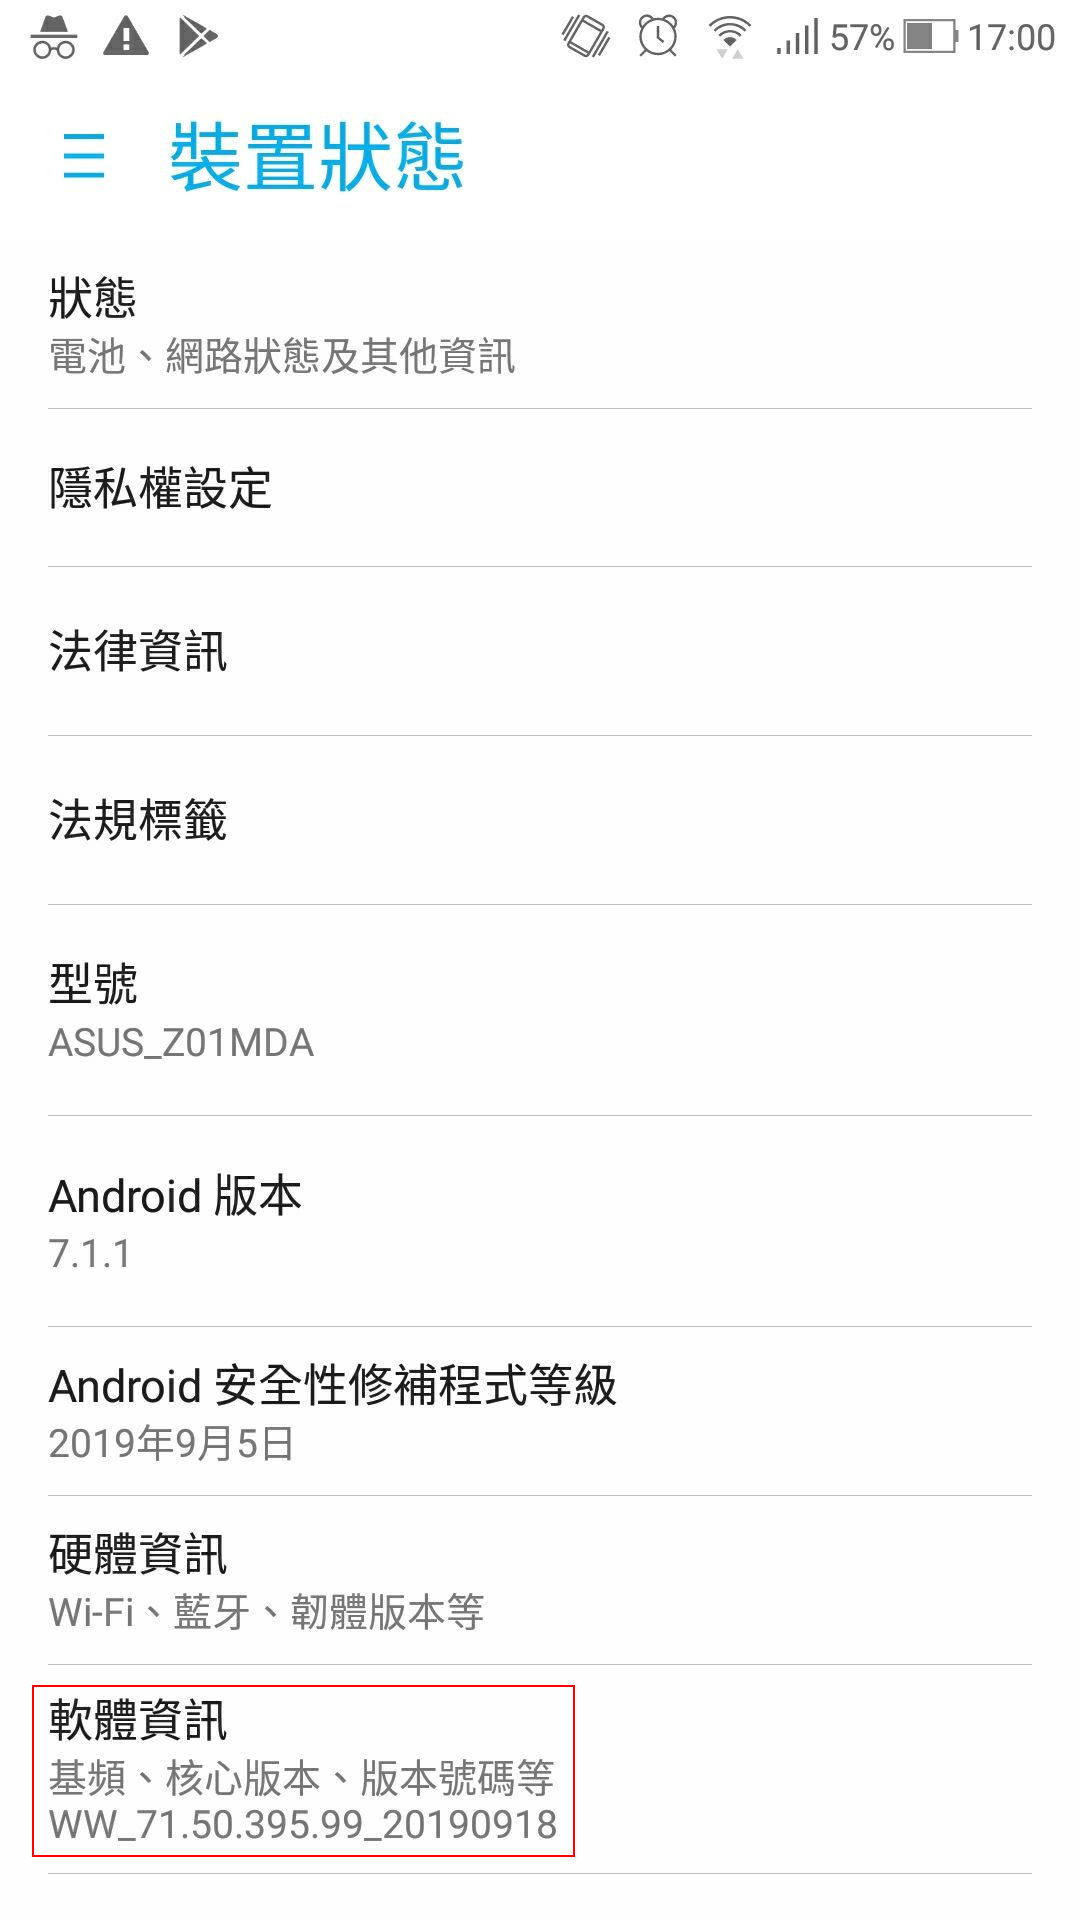 57% 17:00
裝置狀態
狀態
電池、網路狀態及其他資訊
隱私權設定
法律資訊
法規標籤
型號
ASUS_Z01MDA
Android 版本
7.1.1
Android 安全性修補程式等級
2019年9月5日
硬體資訊
Wi-Fi、藍牙、韌體版本等
軟體資訊
基頻、核心版本、版本號碼等
WW_71.50.395.99_20190918